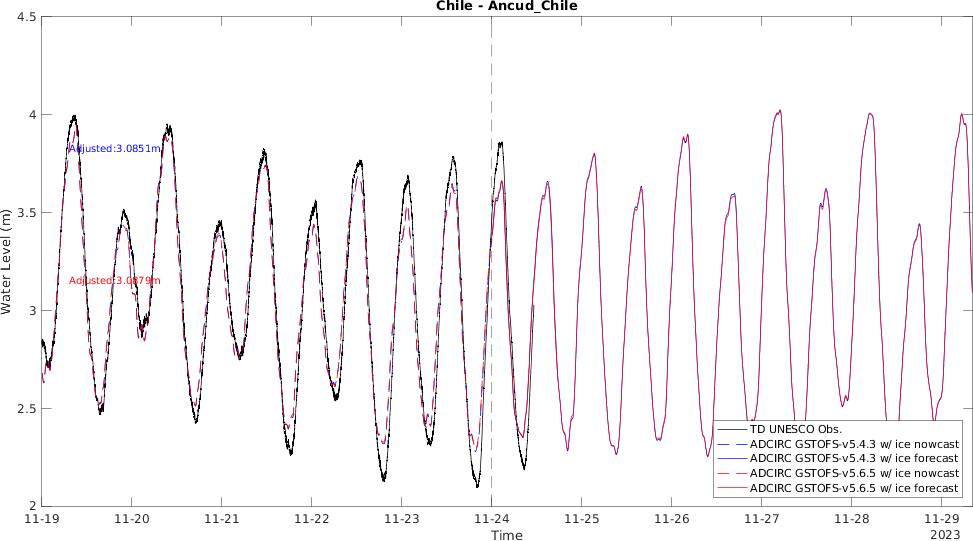 Chile - Ancud_Chile
4.5
4
3.5
3
2.5
2
Water Level (m)
Adjusted:3.0851m
Adjusted:3.0879m
TD UNESCO Obs.
ADCIRC GSTOFS-v5.4.3 w/ ice nowcast
ADCIRC GSTOFS-v5.4.3 w/ ice forecast
ADCIRC GSTOFS-v5.6.5 w/ ice nowcast
ADCIRC GSTOFS-v5.6.5 w/ ice forecast
11-19 11-20 11-21 11-22 11-23 11-24 11-25 11-26 11-27 11-28 11-29
Time
2023